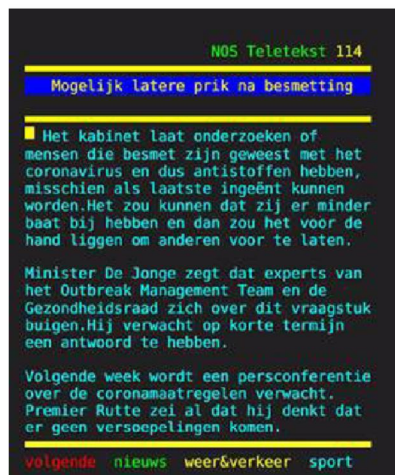 NOS Teletekst 114
Mogelijk latere prik na besmetting
Het kabinet laat onderzoeken of
mensen die besmet zijn geweest met het
coronavirus en dus antistoffen hebben,
misschien als laatste ingeënt kunnen
worden.Het zou kunnen dat zij er minder
baat bij hebben en dan zou het voor de
hand liggen om anderen voor te laten.
Minister De Jonge zegt dat experts van
het Outbreak Management Team en de
Gezondheidsraad zich over dit vraagstuk
buigen.Hij verwacht op korte termijn
een antwoord te hebben.
Volgende week wordt een persconferentie
over de coronamaatregelen verwacht.
Premier Rutte zei al dat hij denkt dat
er geen versoepelingen komen.
volgende nieuws weer&verkeer sport